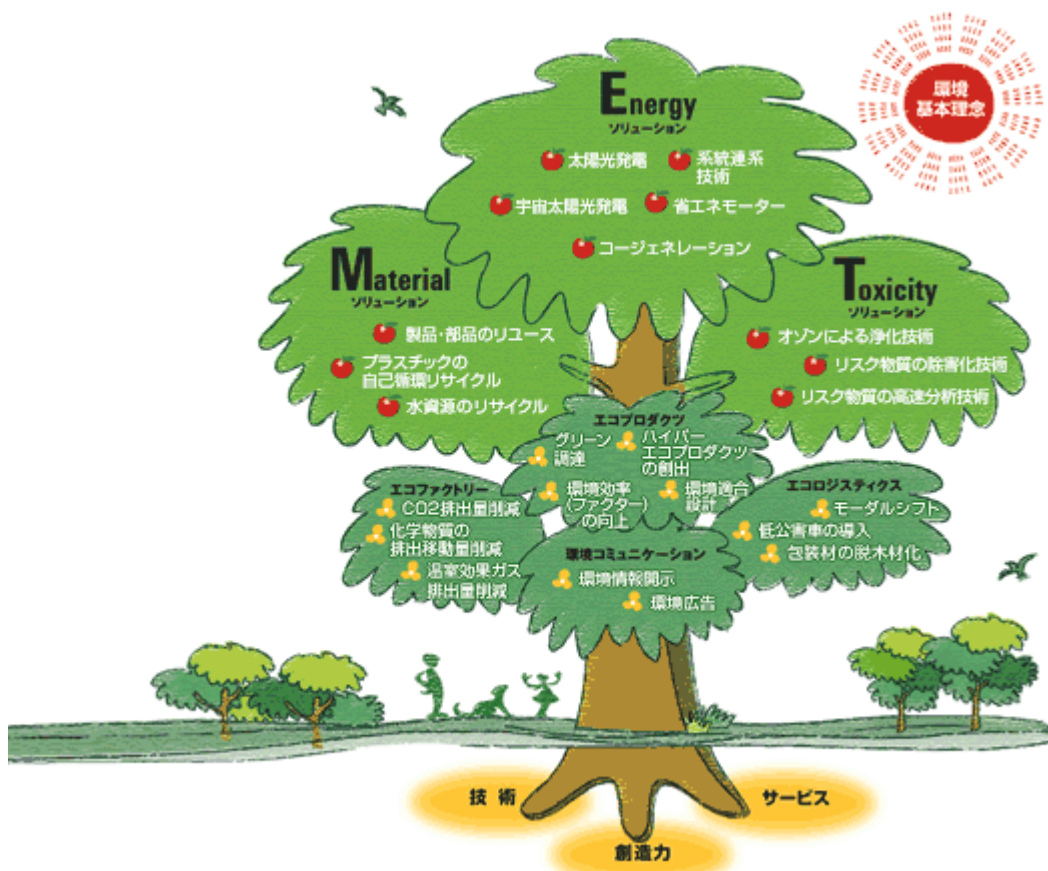 環境
基本理念
Energy
ソリューション
太陽光発電
系統連系
技術
宇宙太陽光発電
省エネモーター
コージェネレーション
Material
ソリューション
製品・部品のリユース
プラスチックの
自己循環リサイクル
水資源のリサイクル
Toxicity
ソリューション
オゾンによる浄化技術
リスク物質の除害化技術
リスク物質の高速分析技術
エコプロダクツ
グリーン
調達
ハイパー
エコプロダクツ
の創出
環境効率
(ファクター)
の向上
環境適合
設計
エコファクトリー
CO2排出量削減
化学物質の
排出移動量削減
温室効果ガス
排出量削減
エコロジスティクス
モーダルシフト
低公害車の導入
包装材の脱木材化
環境コミュニケーション
環境情報開示
環境広告
技術
サービス
創造力